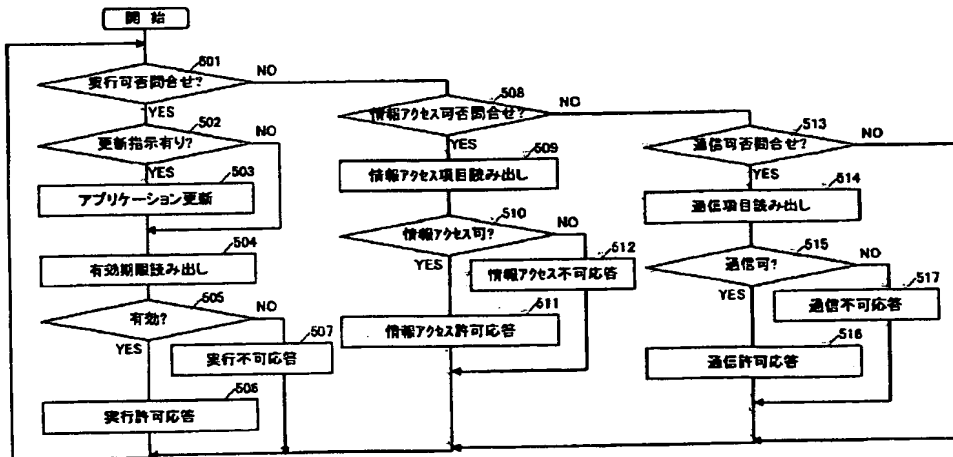 開始
501
実行可否問合せ?
NO
YES
502
更新指示有り?
NO
YES
503
アプリケーション更新
504
有効期限読み出し
505
有効?
NO
YES
507
実行不可応答
506
実行許可応答
508
情報アクセス可否問合せ?
NO
YES
509
情報アクセス項目読み出し
510
情報アクセス可?
NO
YES
512
情報アクセス不可応答
511
情報アクセス許可応答
513
通信可否問合せ?
NO
YES
514
通信項目読み出し
515
通信可?
NO
YES
517
通信不可応答
516
通信許可応答